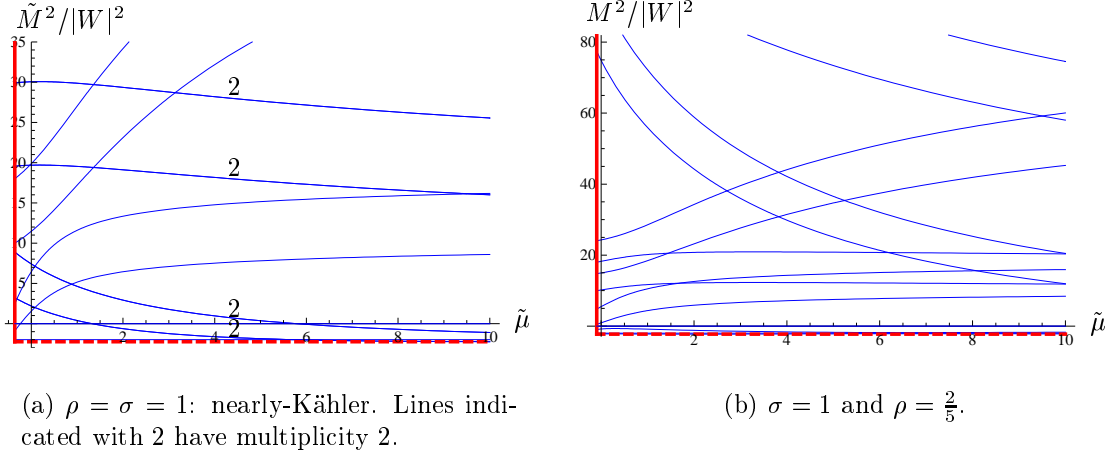 M̃²/|W|²
35
30
25
20
15
10
5
2
2
2
2
2 4 6 8 10
μ̃
M²/|W|²
80
60
40
20
2 4 6 8 10
μ̃
(a) ρ = σ = 1: nearly-Kähler. Lines indi-
cated with 2 have multiplicity 2.
(b) σ = 1 and ρ = 2/5.